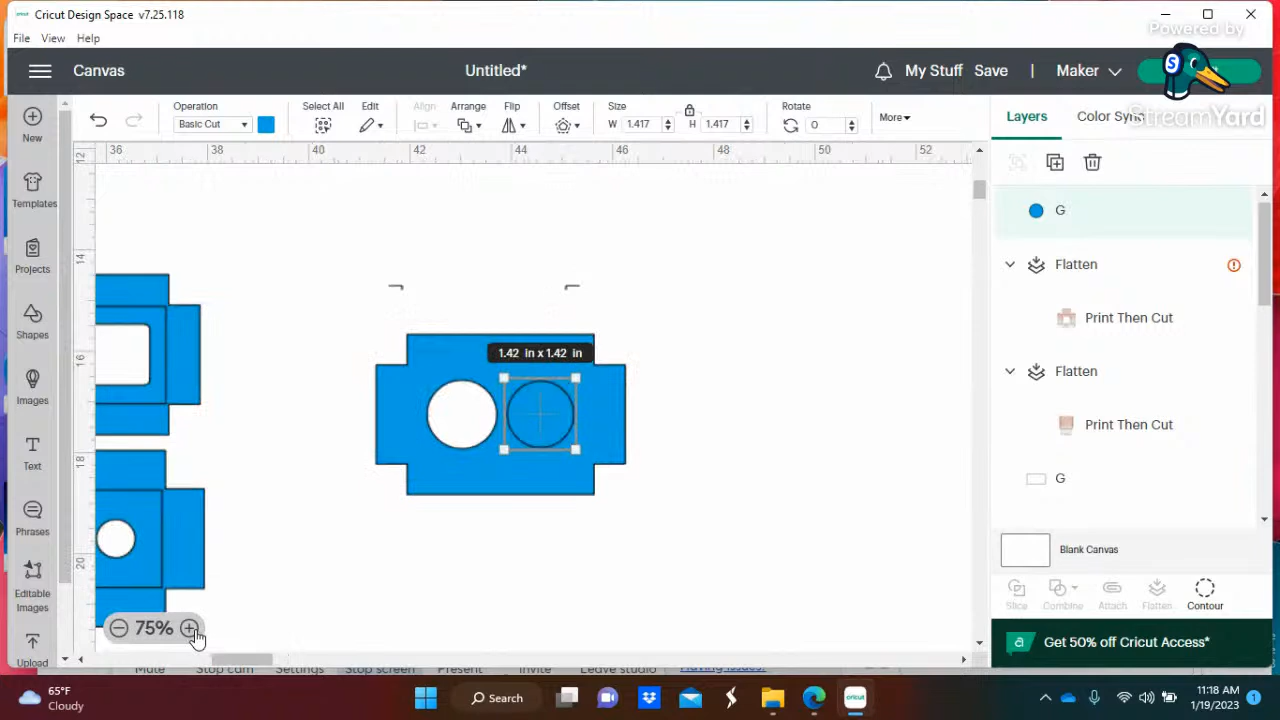 Cricut Design Space v7.25.118
File View Help
Powered by
Canvas
Untitled*
My Stuff Save | Maker
StreamYard
Operation
Basic Cut
Select All
Edit
Align
Arrange
Flip
Offset
Size
W 1.417
H 1.417
Rotate
0
More
Layers
Color Sync
36 38 40 42 44 46 48 50 52
12
14
16
18
20
New
Templates
Projects
Shapes
Images
Text
Phrases
Editable
Images
Upload
1.42 in x 1.42 in
75%
G
Flatten
Print Then Cut
Flatten
Print Then Cut
G
Blank Canvas
Slice
Combine
Attach
Flatten
Contour
a Get 50% off Cricut Access*
Mute Stop cam Settings Stop screen Present Invite Leave studio Having issues?
65°F
Cloudy
Search
cricut
11:18 AM
1/19/2023
1